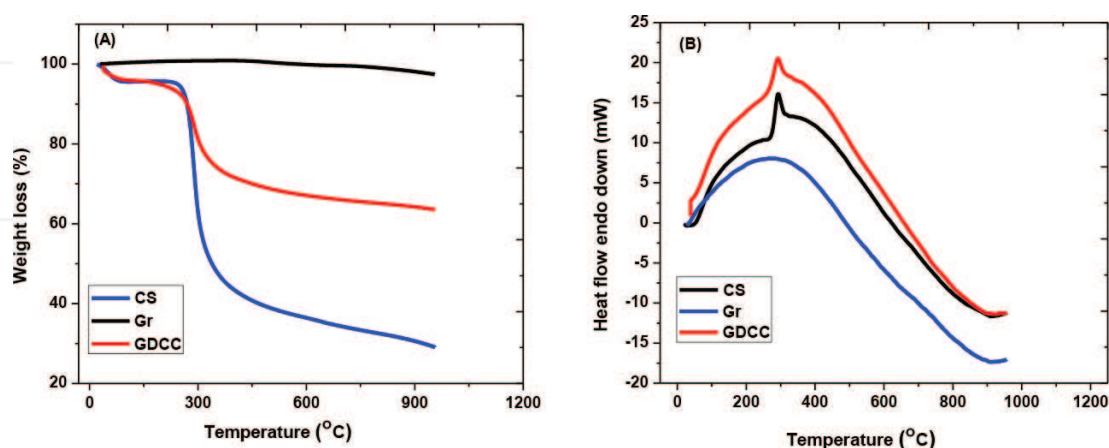 (A)
Weight loss (%)
100
80
60
40
20
CS
Gr
GDCC
0
300
600
900
1200
Temperature (°C)
(B)
Heat flow endo down (mW)
25
20
15
10
5
0
-5
-10
-15
-20
CS
Gr
GDCC
0
200
400
600
800
1000
1200
Temperature (°C)